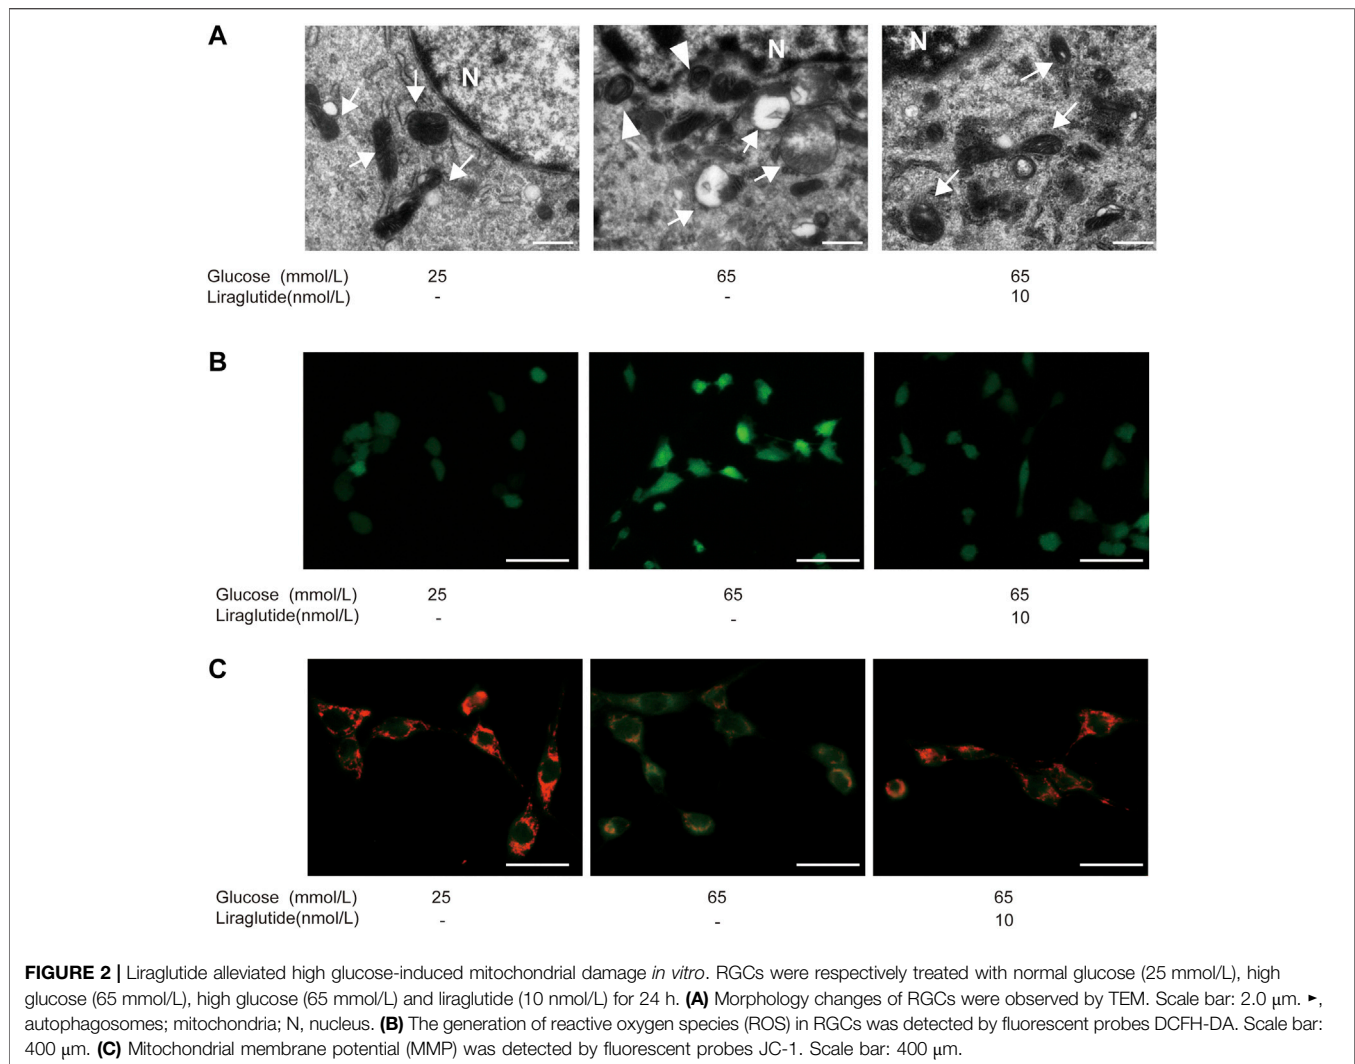 A
N
N
N
Glucose (mmol/L) 25 65 65
Liraglutide(nmol/L) - - 10
B
Glucose (mmol/L) 25 65 65
Liraglutide(nmol/L) - - 10
C
Glucose (mmol/L) 25 65 65
Liraglutide(nmol/L) - - 10
FIGURE 2 | Liraglutide alleviated high glucose-induced mitochondrial damage in vitro. RGCs were respectively treated with normal glucose (25 mmol/L), high
glucose (65 mmol/L), high glucose (65 mmol/L) and liraglutide (10 nmol/L) for 24 h. (A) Morphology changes of RGCs were observed by TEM. Scale bar: 2.0 μm. ►,
autophagosomes; mitochondria; N, nucleus. (B) The generation of reactive oxygen species (ROS) in RGCs was detected by fluorescent probes DCFH-DA. Scale bar:
400 μm. (C) Mitochondrial membrane potential (MMP) was detected by fluorescent probes JC-1. Scale bar: 400 μm.